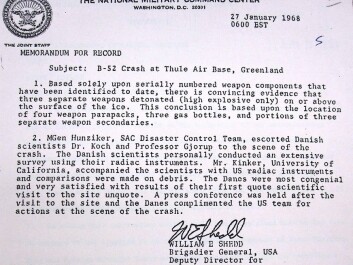 THE NATIONAL MILITARY COMMAND CENTER
WASHINGTON, D.C. 20301
27 January 1968
0600 EST
THE JOINT STAFF
MEMORANDUM FOR RECORD
Subject: B-52 Crash at Thule Air Base, Greenland
1. Based solely upon serially numbered weapon components
that have been identified to date, there is convincing evidence that
three separate weapons detonated (high explosive only) on or above
the surface of the ice. This conclusion is based upon the location
of four weapon parapacks, three gas bottles, and portions of three
separate weapon secondaries.
2. MGen Hunziker, SAC Disaster Control Team, escorted Danish
scientists Dr. Koch and Professor Gjorup to the scene of the
crash. The Danish scientists personally conducted an extensive
survey using their radiac instruments. Mr. Kinker, University of
California, accompanied the scientists with US radiac instruments
and comparisons were made on debris. The Danes were most congenial
and very satisfied with results of their first quote scientific
visit to the site unquote. A press conference was held after the
visit to the site and the Danes complimented the US team for
actions at the scene of the crash.
WILLIAM E SHEDD
Brigadier General, USA
Deputy Director for